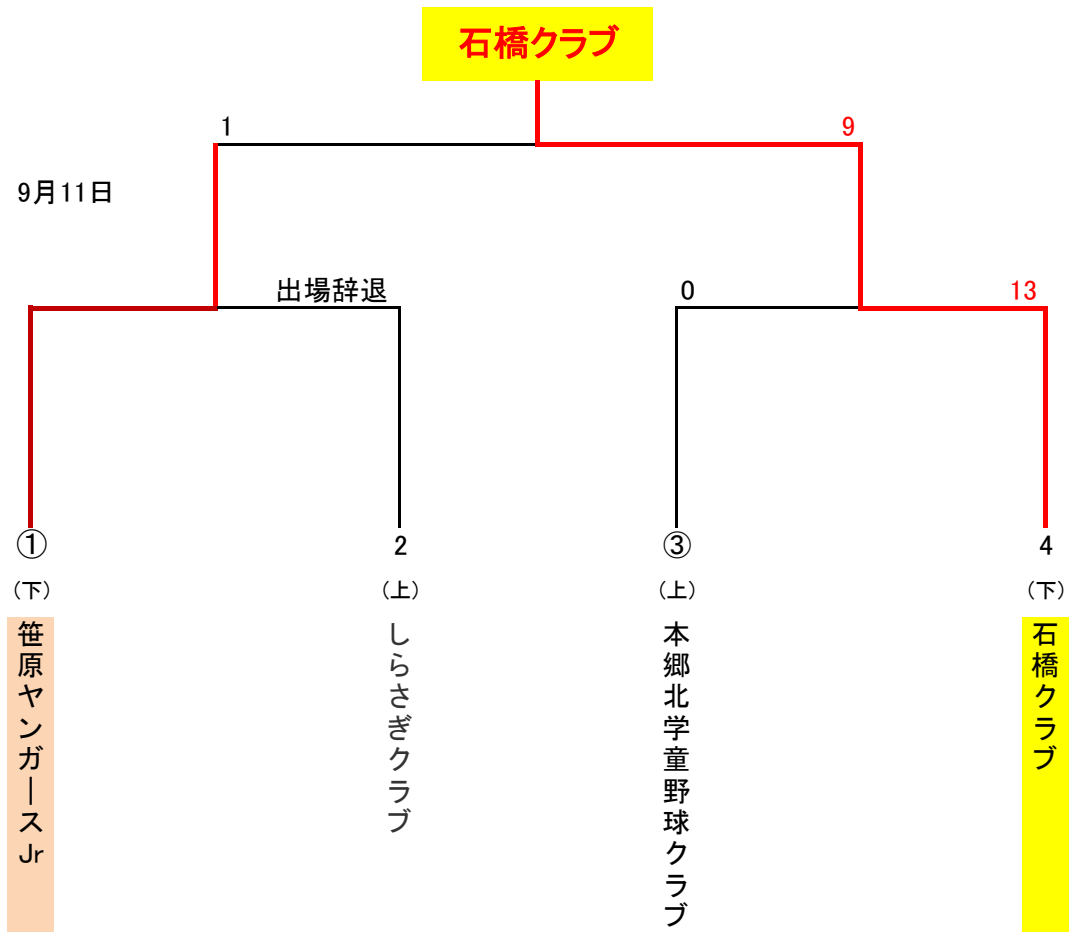 石橋クラブ
1
9
9月11日
出場辞退
0
13
①
2
③
4
(下)
(上)
(上)
(下)
笹原ヤンガースJr
しらさぎクラブ
本郷北学童野球クラブ
石橋クラブ